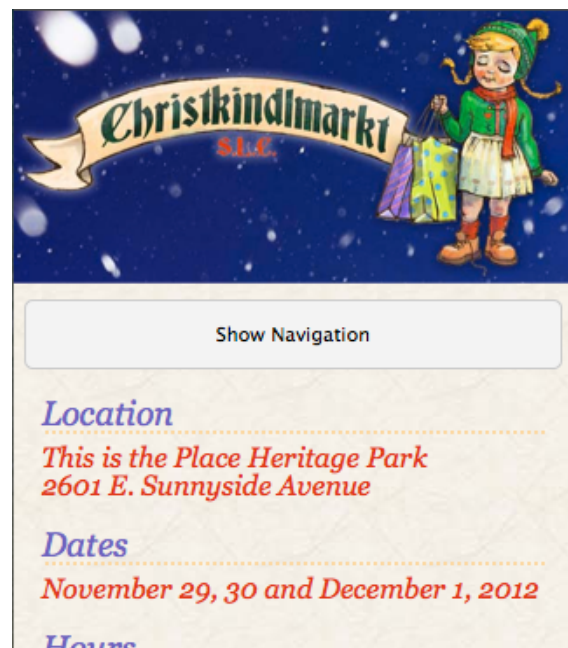 Christkindlmarkt
S.L.C.
Show Navigation
Location
This is the Place Heritage Park
2601 E. Sunnyside Avenue
Dates
November 29, 30 and December 1, 2012
Hours